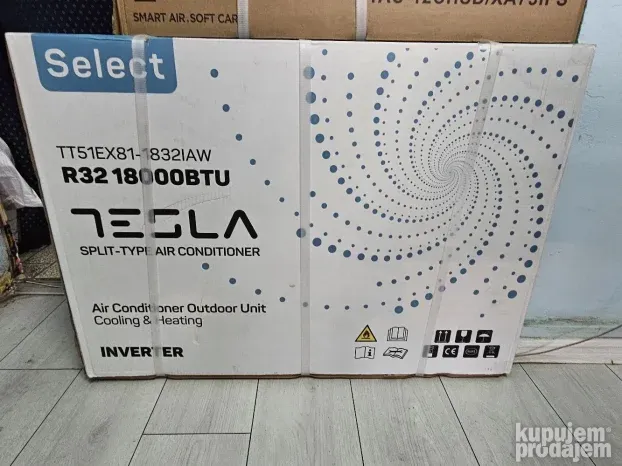 SMART AIR. SOFT CAR
Select
TT51EX81-1832IAW
R32 18000BTU
TESLA
SPLIT-TYPE AIR CONDITIONER
Air Conditioner Outdoor Unit
Cooling & Heating
INVERTER
CE
kupujem
prodajem